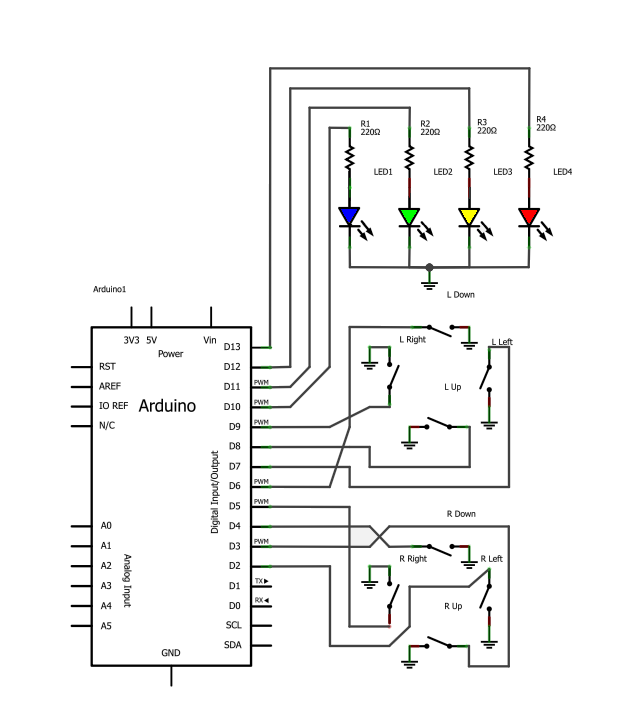 R1
220Ω
R2
220Ω
R3
220Ω
R4
220Ω
LED1
LED2
LED3
LED4
Arduino1
L Down
3V3
5V
Vin
Power
D13
L Right
L Left
RST
D12
AREF
PWM
D11
L Up
IO REF
Arduino
PWM
D10
N/C
PWM
D9
D8
D7
PWM
D6
Digital Input/Output
PWM
D5
R Down
A0
D4
A1
PWM
D3
R Right
R Left
A2
D2
A3
TX
D1
Analog Input
A4
RX
D0
R Up
A5
SCL
SDA
GND